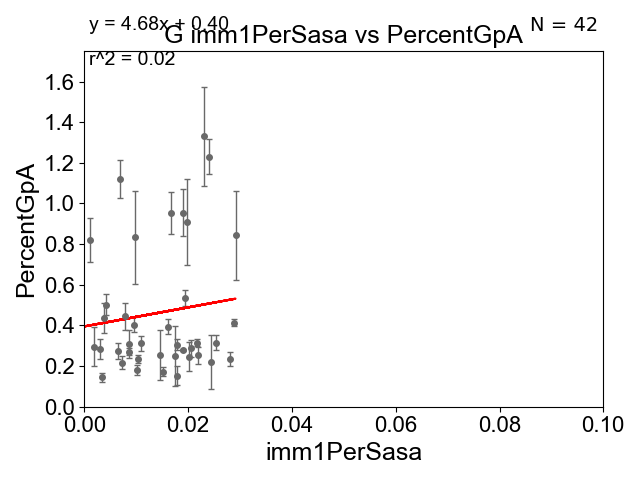 y = 4.68x + 0.40
N = 42
G imm1PerSasa vs PercentGpA
r^2 = 0.02
PercentGpA
1.6
1.4
1.2
1.0
0.8
0.6
0.4
0.2
0.0
0.00 0.02 0.04 0.06 0.08 0.10
imm1PerSasa